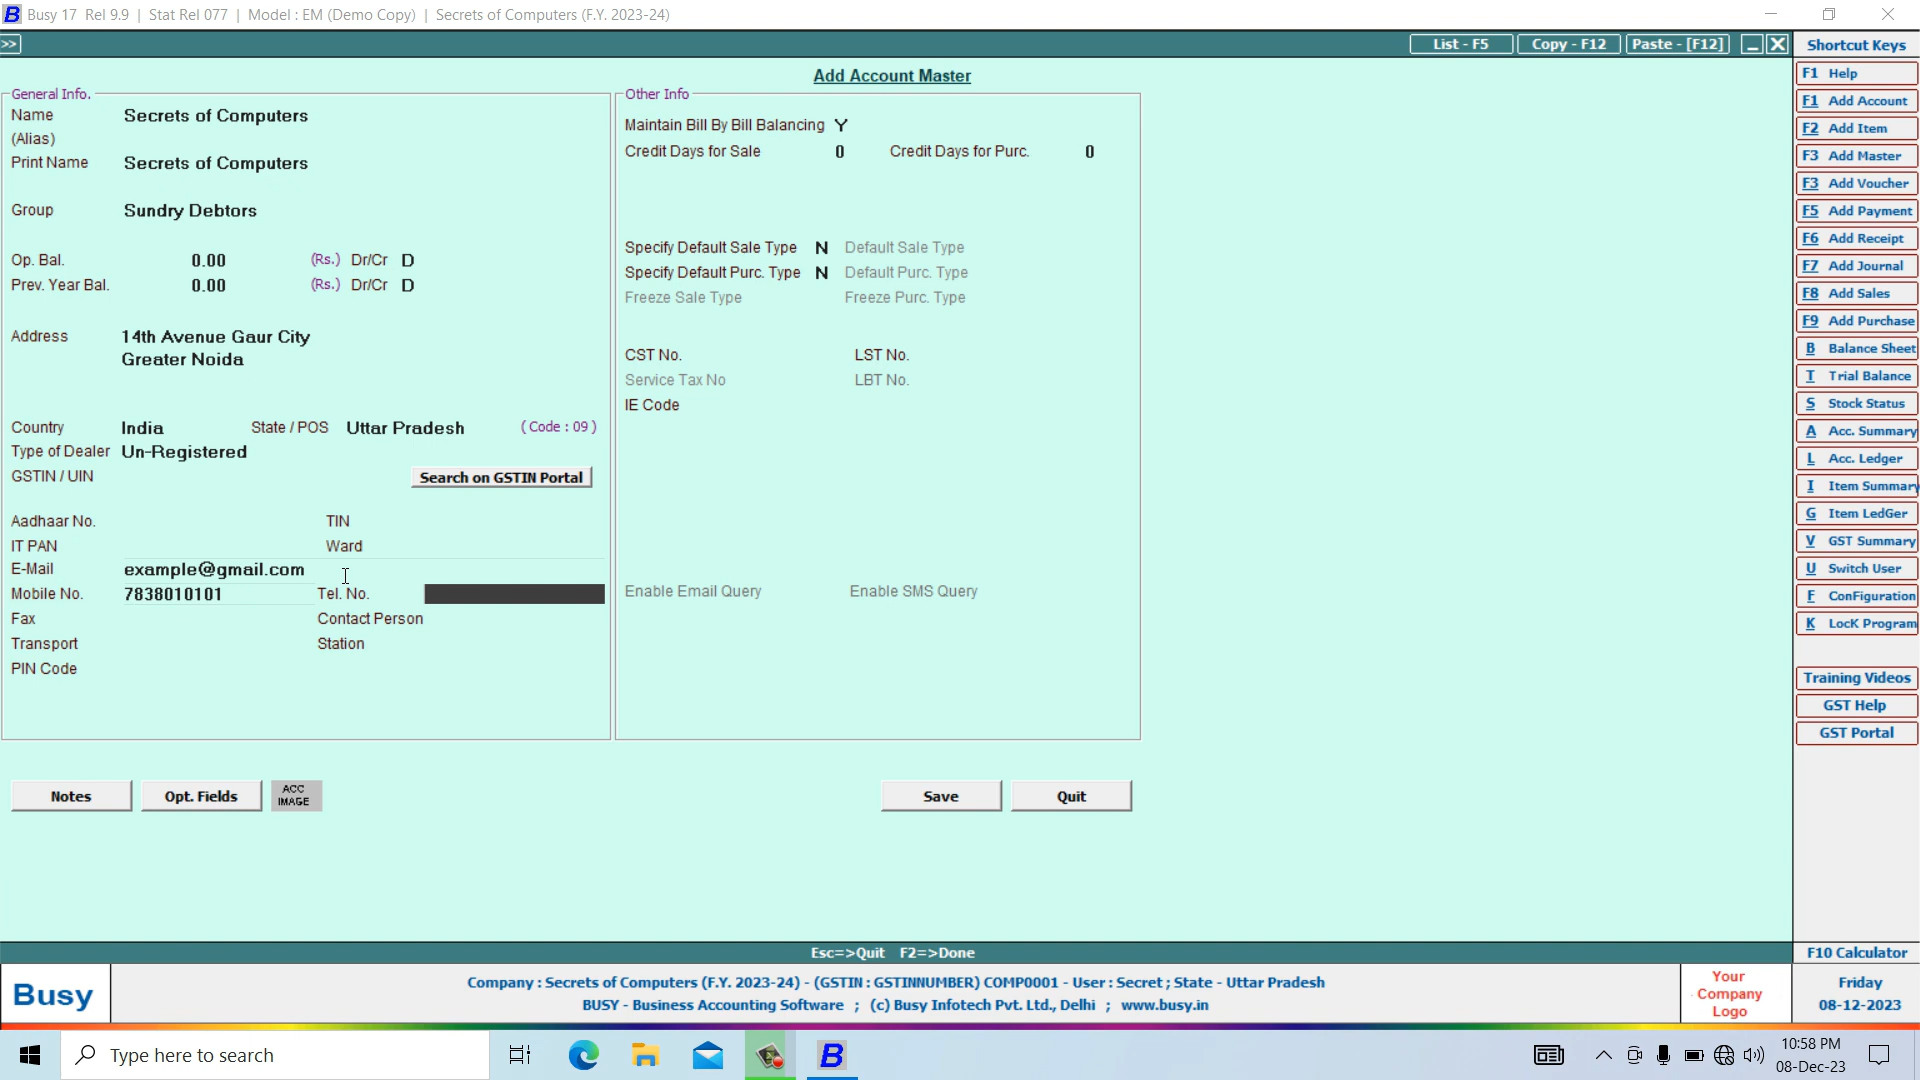 B Busy 17 Rel 9.9 | Stat Rel 077 | Model : EM (Demo Copy) | Secrets of Computers (F.Y. 2023-24)
>> List - F5 Copy - F12 Paste - [F12] Shortcut Keys
Add Account Master
General Info.
Name Secrets of Computers
(Alias)
Print Name Secrets of Computers
Group Sundry Debtors
Op. Bal. 0.00 (Rs.) Dr/Cr D
Prev. Year Bal. 0.00 (Rs.) Dr/Cr D
Address 14th Avenue Gaur City
Greater Noida
Country India State / POS Uttar Pradesh ( Code : 09 )
Type of Dealer Un-Registered
GSTIN / UIN Search on GSTIN Portal
Aadhaar No. TIN
IT PAN Ward
E-Mail example@gmail.com
Mobile No. 7838010101 Tel. No.
Fax Contact Person
Transport Station
PIN Code
Other Info
Maintain Bill By Bill Balancing Y
Credit Days for Sale 0 Credit Days for Purc. 0
Specify Default Sale Type N Default Sale Type
Specify Default Purc. Type N Default Purc. Type
Freeze Sale Type Freeze Purc. Type
CST No. LST No.
Service Tax No LBT No.
IE Code
Enable Email Query Enable SMS Query
Notes Opt. Fields ACC IMAGE Save Quit
F1 Help
F1 Add Account
F2 Add Item
F3 Add Master
F3 Add Voucher
F5 Add Payment
F6 Add Receipt
F7 Add Journal
F8 Add Sales
F9 Add Purchase
B Balance Sheet
T Trial Balance
S Stock Status
A Acc. Summary
L Acc. Ledger
I Item Summary
G Item LedGer
V GST Summary
U Switch User
F ConFiguration
K LocK Program
Training Videos
GST Help
GST Portal
Esc=>Quit F2=>Done F10 Calculator
Busy
Company : Secrets of Computers (F.Y. 2023-24) - (GSTIN : GSTINNUMBER) COMP0001 - User : Secret ; State - Uttar Pradesh
BUSY - Business Accounting Software ; (c) Busy Infotech Pvt. Ltd., Delhi ; www.busy.in
Your
Company
Logo
Friday
08-12-2023
Type here to search
B
10:58 PM
08-Dec-23